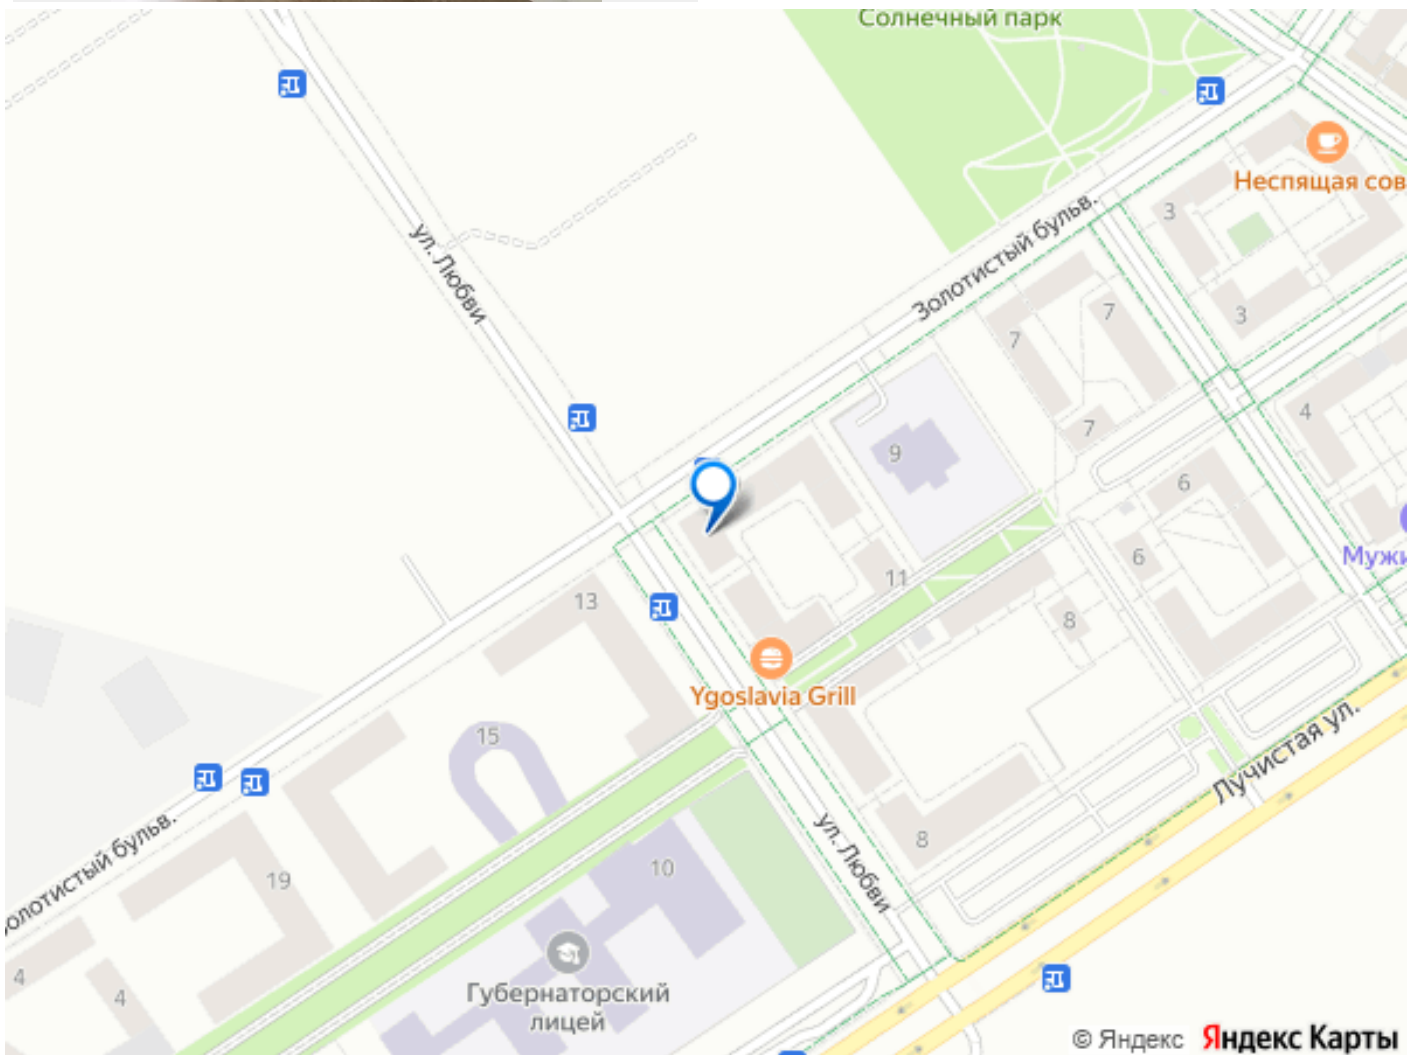 Солнечный парк
Неспящая сов
3
ул. Любви
Золотистый бульв.
7
7
3
7
4
9
6
Мужи
6
11
13
8
Ygoslavia Grill
Лучистая ул.
15
ул. Любви
8
10
олотистый бульв.
19
4
4
Губернаторский
лицей
© Яндекс Яндекс Карты